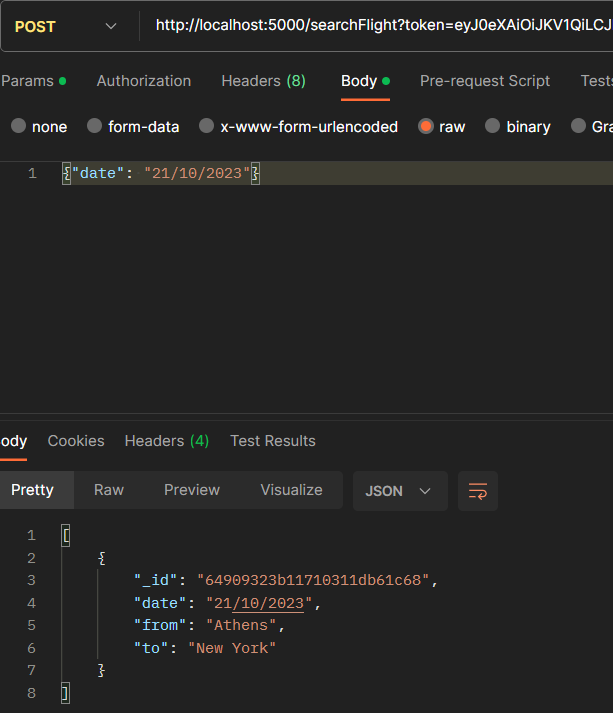 POST http://localhost:5000/searchFlight?token=eyJ0eXAiOiJKV1QiLCJ
Params Authorization Headers (8) Body Pre-request Script Tests
none form-data x-www-form-urlencoded raw binary Gra
1 {"date": "21/10/2023"}
ody Cookies Headers (4) Test Results
Pretty Raw Preview Visualize JSON
1 [
2 {
3 "_id": "64909323b11710311db61c68",
4 "date": "21/10/2023",
5 "from": "Athens",
6 "to": "New York"
7 }
8 ]